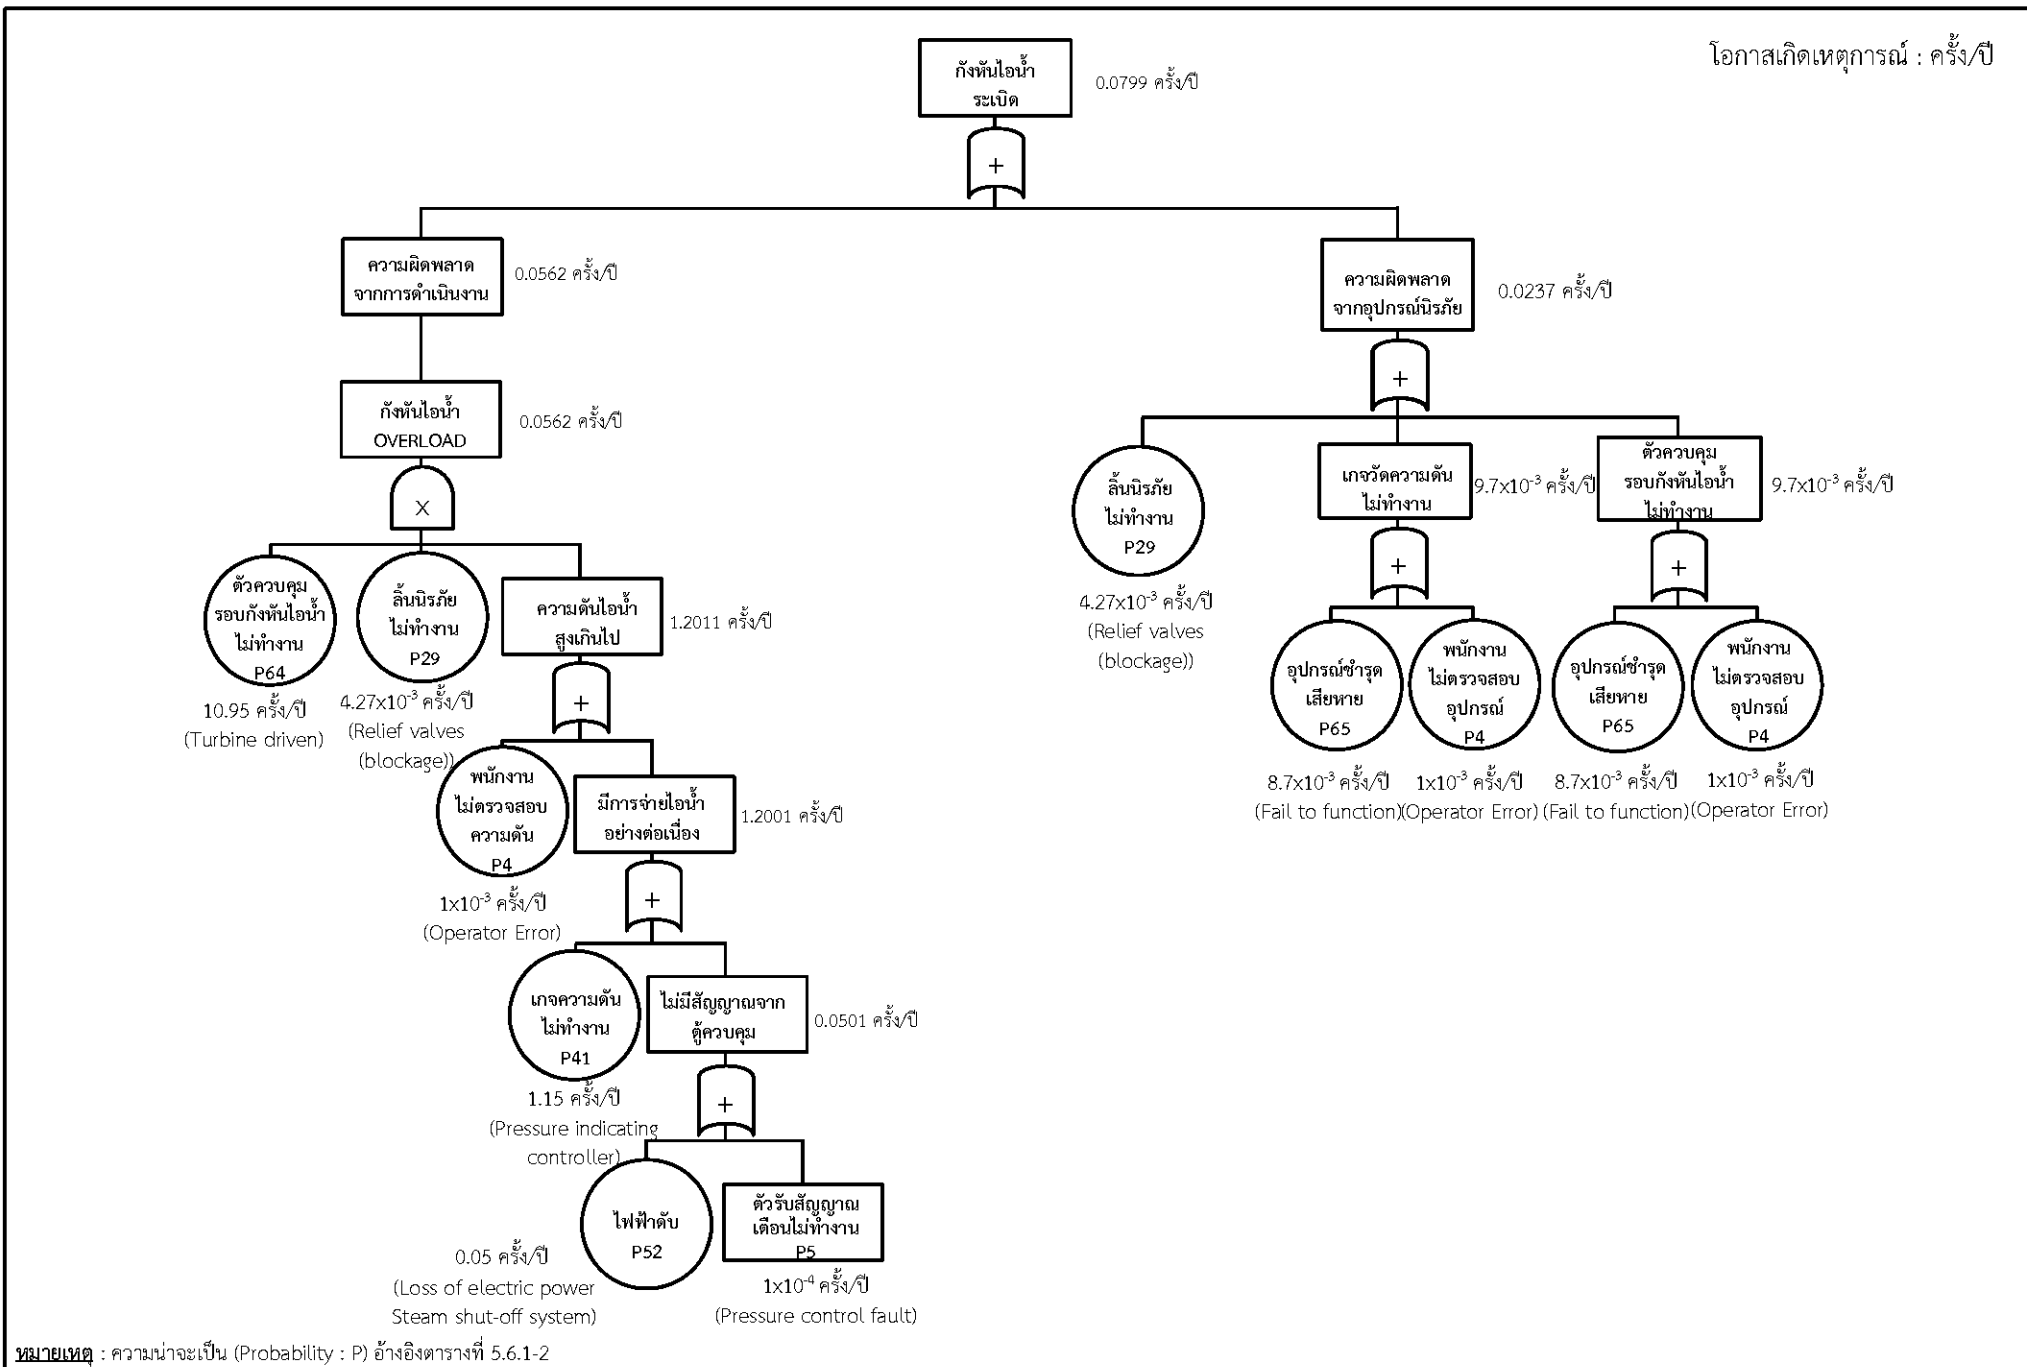 โอกาสเกิดเหตุการณ์ : ครั้ง/ปี
กังหันไอน้ำ
ระเบิด
0.0799 ครั้ง/ปี
+
ความผิดพลาด
จากการดำเนินงาน
0.0562 ครั้ง/ปี
ความผิดพลาด
จากอุปกรณ์นิรภัย
0.0237 ครั้ง/ปี
+
กังหันไอน้ำ
OVERLOAD
0.0562 ครั้ง/ปี
X
ตัวควบคุม
รอบกังหันไอน้ำ
ไม่ทำงาน
P64
10.95 ครั้ง/ปี
(Turbine driven)
ลิ้นนิรภัย
ไม่ทำงาน
P29
4.27x10⁻³ ครั้ง/ปี
(Relief valves
(blockage))
ความดันไอน้ำ
สูงเกินไป
1.2011 ครั้ง/ปี
+
พนักงาน
ไม่ตรวจสอบ
ความดัน
P4
1x10⁻³ ครั้ง/ปี
(Operator Error)
มีการจ่ายไอน้ำ
อย่างต่อเนื่อง
1.2001 ครั้ง/ปี
+
เกจความดัน
ไม่ทำงาน
P41
1.15 ครั้ง/ปี
(Pressure indicating
controller)
ไม่มีสัญญาณจาก
ตู้ควบคุม
0.0501 ครั้ง/ปี
+
ไฟฟ้าดับ
P52
0.05 ครั้ง/ปี
(Loss of electric power
Steam shut-off system)
ตัวรับสัญญาณ
เตือนไม่ทำงาน
P5
1x10⁻⁴ ครั้ง/ปี
(Pressure control fault)
ลิ้นนิรภัย
ไม่ทำงาน
P29
4.27x10⁻³ ครั้ง/ปี
(Relief valves
(blockage))
เกจวัดความดัน
ไม่ทำงาน
9.7x10⁻³ ครั้ง/ปี
+
ตัวควบคุม
รอบกังหันไอน้ำ
ไม่ทำงาน
9.7x10⁻³ ครั้ง/ปี
+
อุปกรณ์ชำรุด
เสียหาย
P65
8.7x10⁻³ ครั้ง/ปี
(Fail to function)
พนักงาน
ไม่ตรวจสอบ
อุปกรณ์
P4
1x10⁻³ ครั้ง/ปี
(Operator Error)
อุปกรณ์ชำรุด
เสียหาย
P65
8.7x10⁻³ ครั้ง/ปี
(Fail to function)
พนักงาน
ไม่ตรวจสอบ
อุปกรณ์
P4
1x10⁻³ ครั้ง/ปี
(Operator Error)
หมายเหตุ : ความน่าจะเป็น (Probability : P) อ้างอิงตารางที่ 5.6.1-2